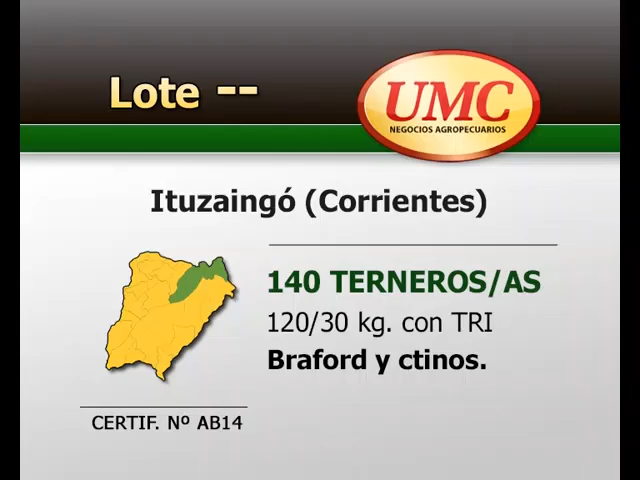 Lote --
UMC
NEGOCIOS AGROPECUARIOS
Ituzaingó (Corrientes)
140 TERNEROS/AS
120/30 kg. con TRI
Braford y ctinos.
CERTIF. Nº AB14